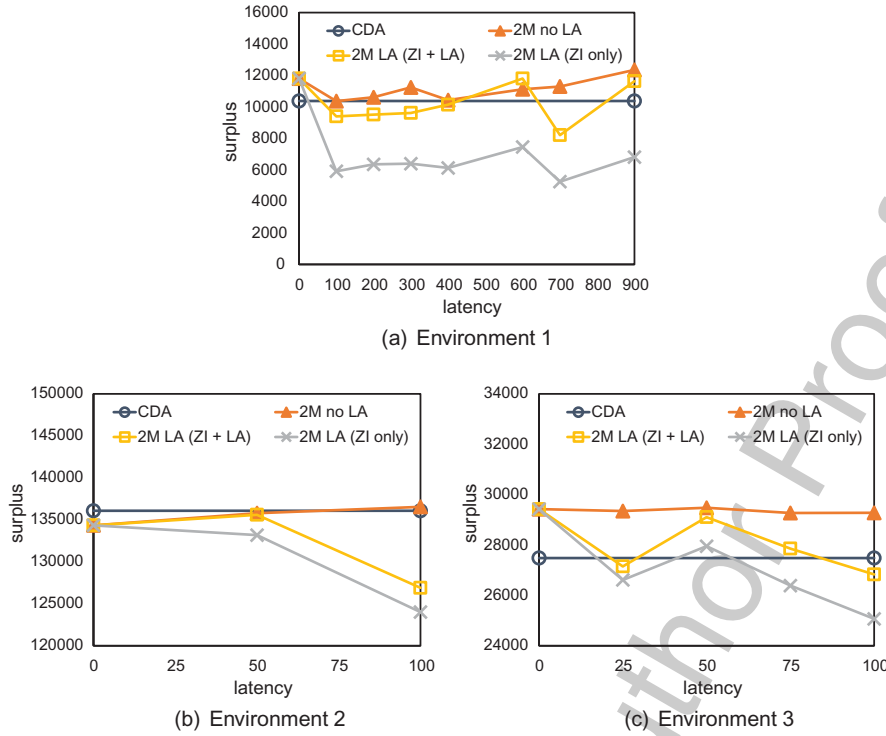 16000
14000
12000
10000
8000
6000
4000
2000
0
surplus
CDA
2M no LA
2M LA (ZI + LA)
2M LA (ZI only)
0 100 200 300 400 500 600 700 800 900
latency
(a) Environment 1
150000
145000
140000
135000
130000
125000
120000
surplus
CDA
2M no LA
2M LA (ZI + LA)
2M LA (ZI only)
0 25 50 75 100
latency
(b) Environment 2
34000
32000
30000
28000
26000
24000
surplus
CDA
2M no LA
2M LA (ZI + LA)
2M LA (ZI only)
0 25 50 75 100
latency
(c) Environment 3